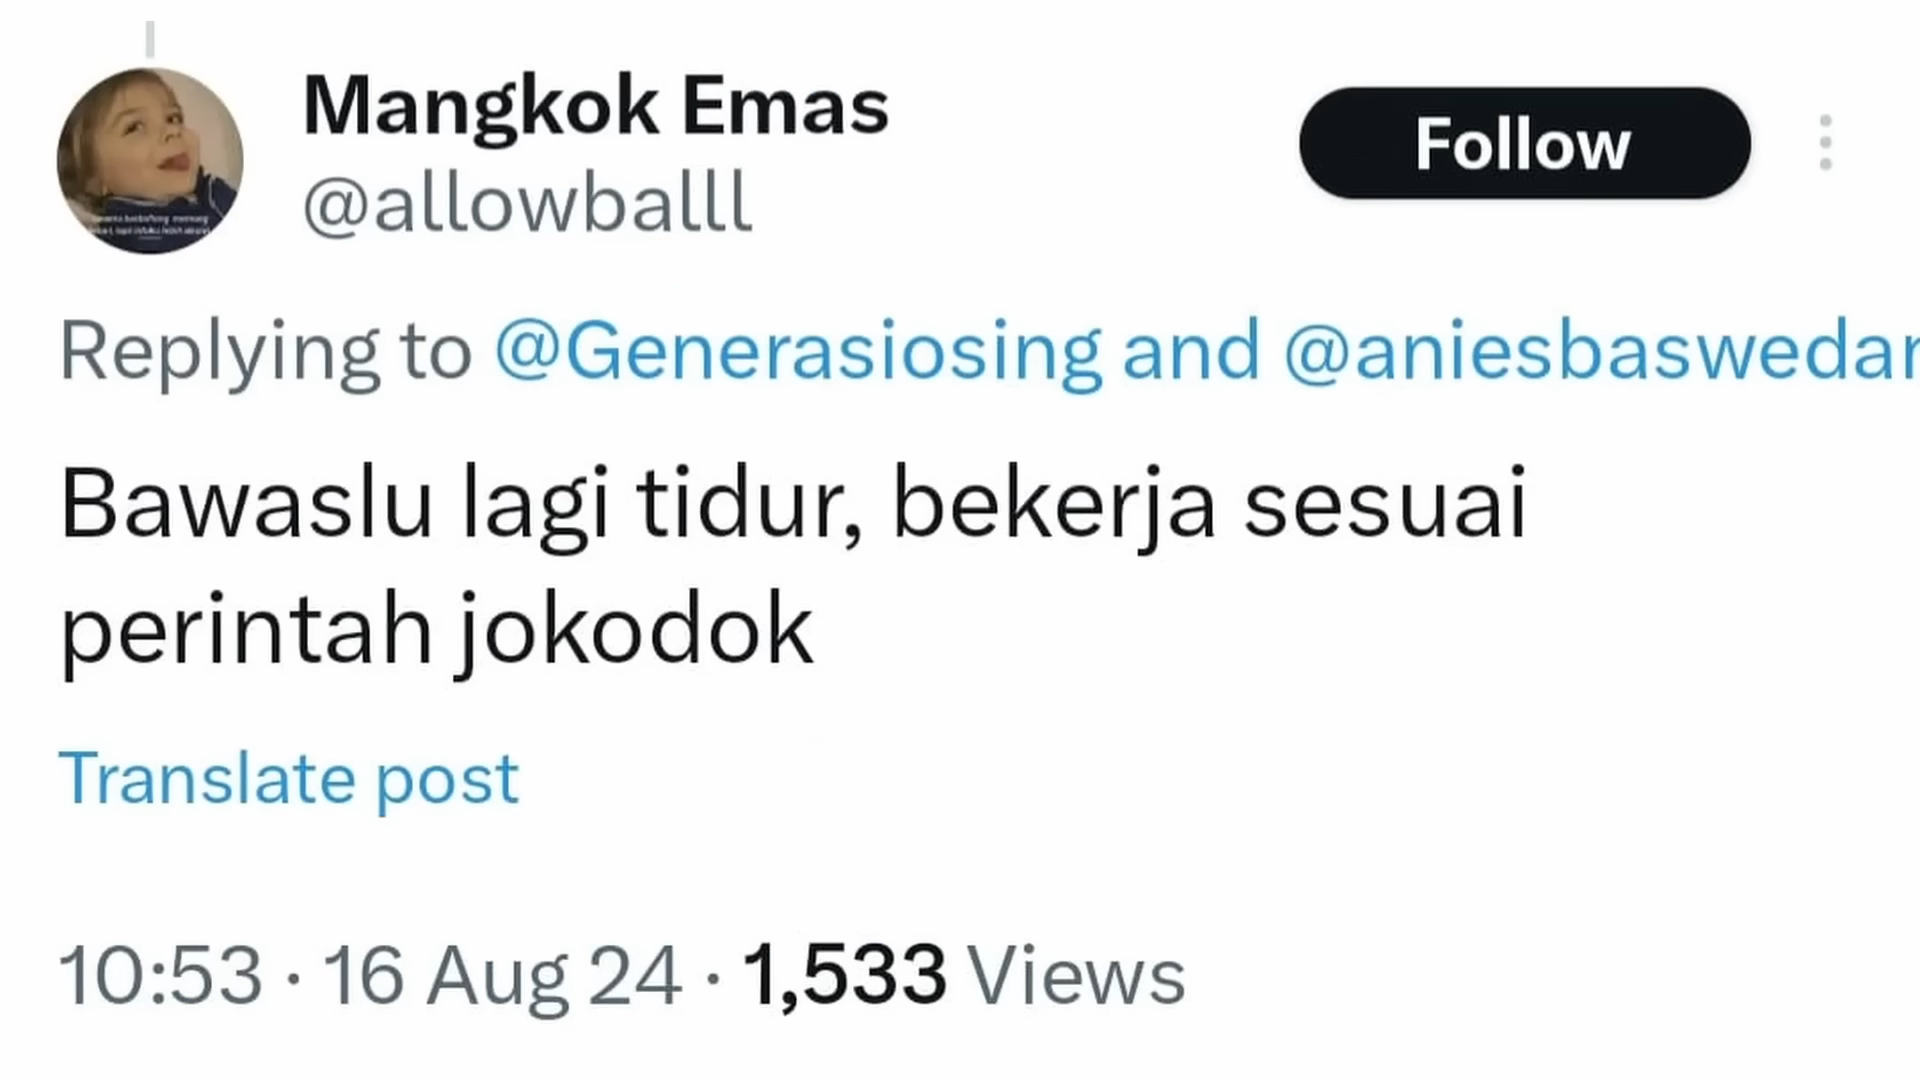 Mangkok Emas
Follow
@allowballl
Replying to @Generasiosing and @aniesbaswedan
Bawaslu lagi tidur, bekerja sesuai
perintah jokodok
Translate post
10:53 · 16 Aug 24 · 1,533 Views